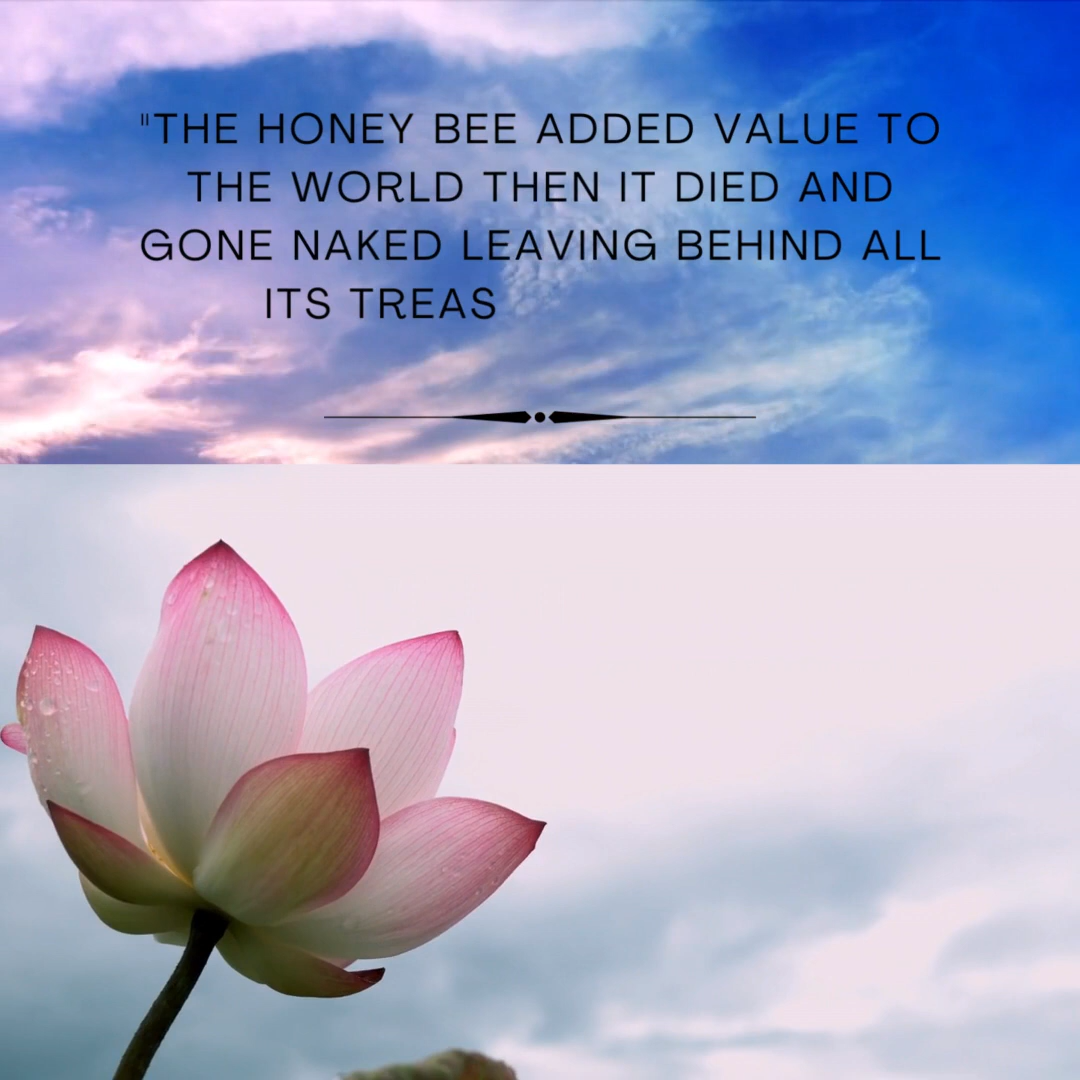 "THE HONEY BEE ADDED VALUE TO
THE WORLD THEN IT DIED AND
GONE NAKED LEAVING BEHIND ALL
ITS TREAS